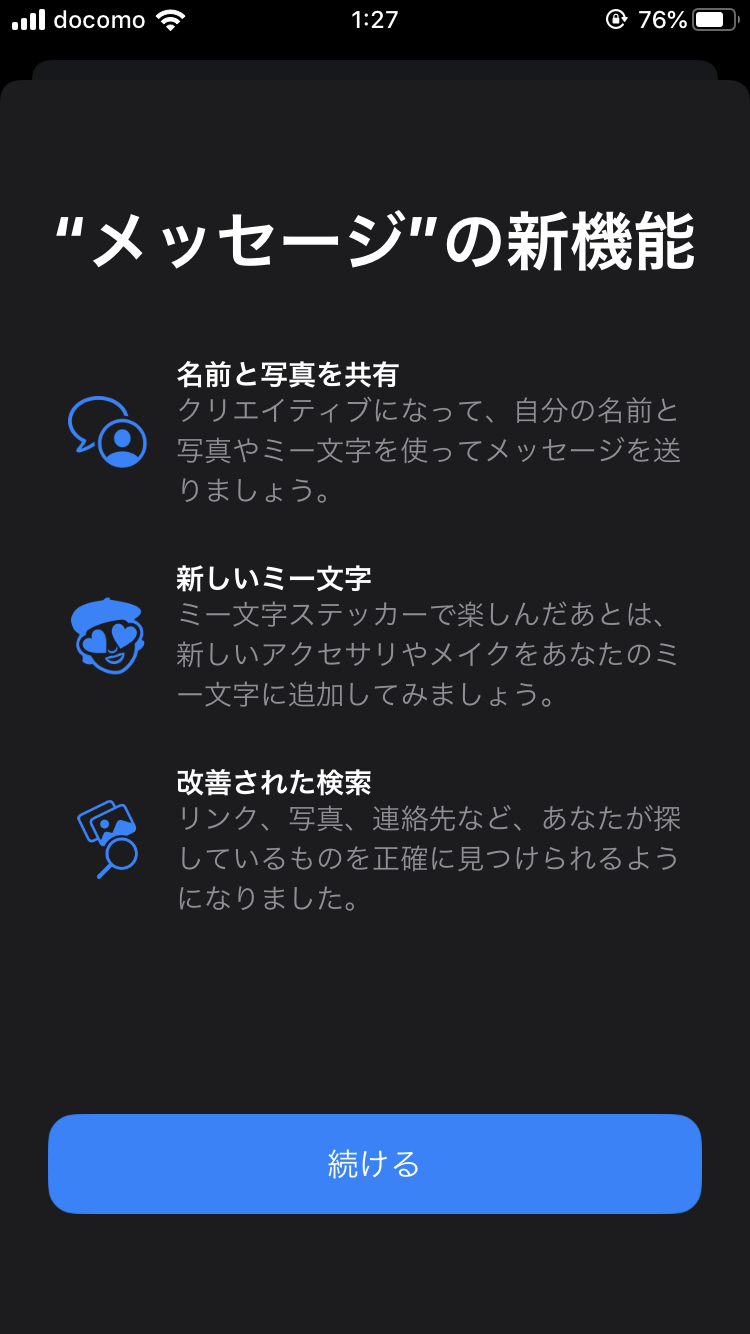 docomo 1:27 76%
“メッセージ”の新機能
名前と写真を共有
クリエイティブになって、自分の名前と
写真やミー文字を使ってメッセージを送
りましょう。
新しいミー文字
ミー文字ステッカーで楽しんだあとは、
新しいアクセサリやメイクをあなたのミ
ー文字に追加してみましょう。
改善された検索
リンク、写真、連絡先など、あなたが探
しているものを正確に見つけられるよう
になりました。
続ける